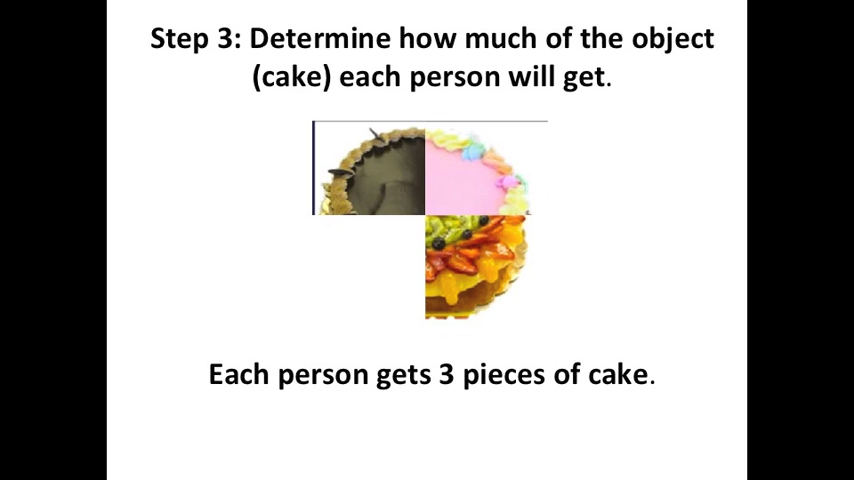 Step 3: Determine how much of the object
(cake) each person will get.
Each person gets 3 pieces of cake.